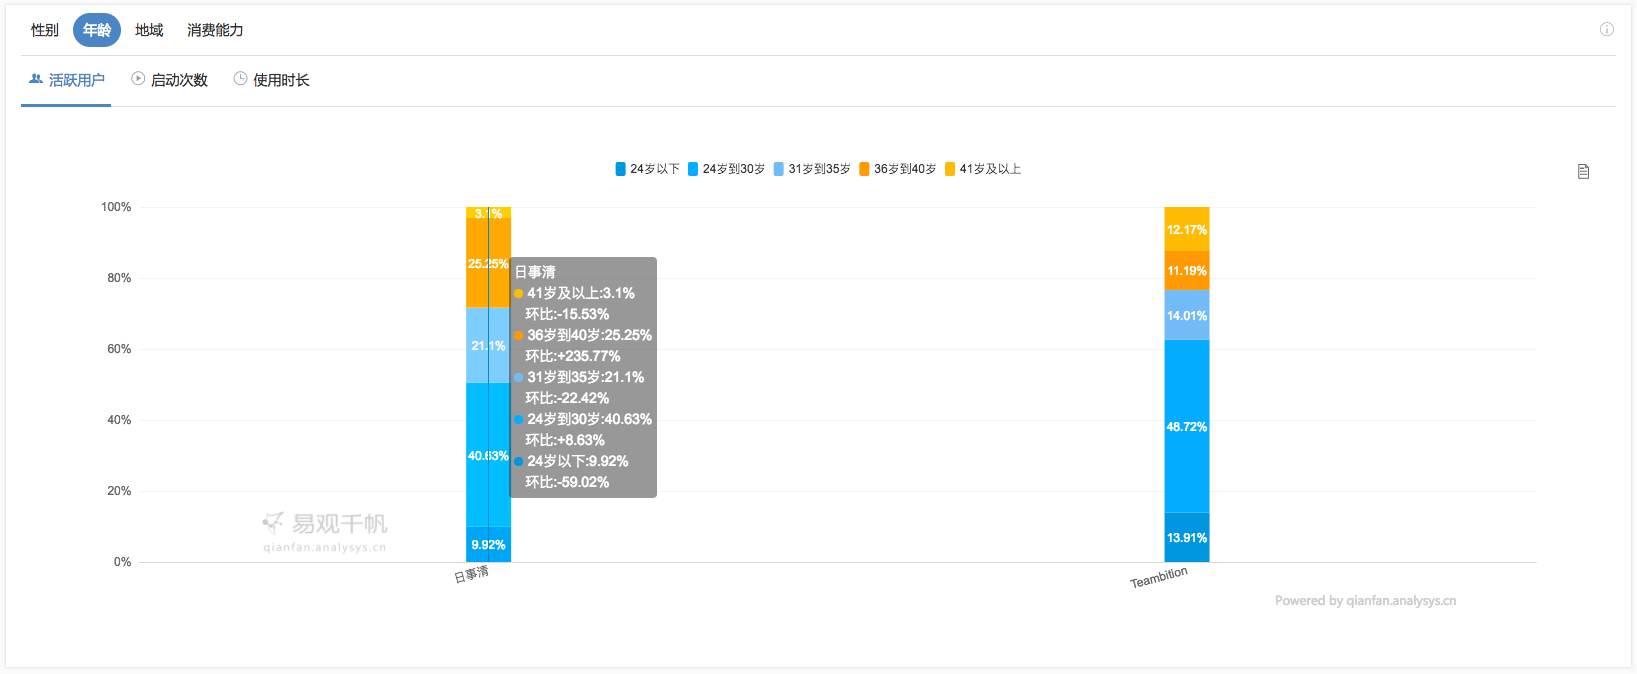 性别 年龄 地域 消费能力
活跃用户 启动次数 使用时长
24岁以下 24岁到30岁 31岁到35岁 36岁到40岁 41岁及以上
100%
80%
60%
40%
20%
0%
3.1%
25.25%
21.1%
40.63%
9.92%
日事清
41岁及以上:3.1%
环比:-15.53%
36岁到40岁:25.25%
环比:+235.77%
31岁到35岁:21.1%
环比:-22.42%
24岁到30岁:40.63%
环比:+8.63%
24岁以下:9.92%
环比:-59.02%
12.17%
11.19%
14.01%
48.72%
13.91%
易观千帆
qianfan.analysys.cn
日事清
Teambition
Powered by qianfan.analysys.cn